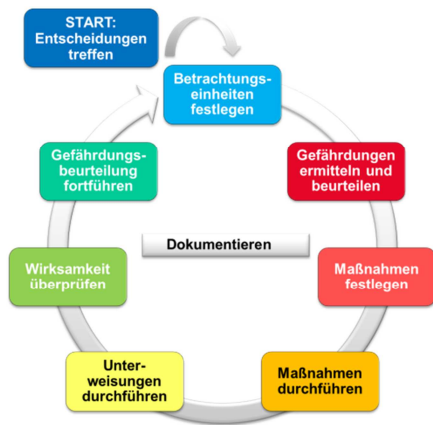 START:
Entscheidungen
treffen
Betrachtungs-
einheiten
festlegen
Gefährdungs-
beurteilung
fortführen
Gefährdungen
ermitteln und
beurteilen
Dokumentieren
Wirksamkeit
überprüfen
Maßnahmen
festlegen
Unter-
weisungen
durchführen
Maßnahmen
durchführen